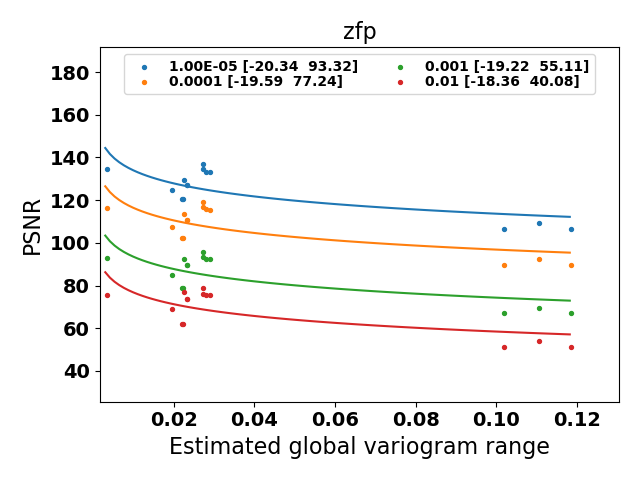 zfp
1.00E-05 [-20.34  93.32]
0.0001 [-19.59  77.24]
0.001 [-19.22  55.11]
0.01 [-18.36  40.08]
PSNR
180
160
140
120
100
80
60
40
0.02 0.04 0.06 0.08 0.10 0.12
Estimated global variogram range